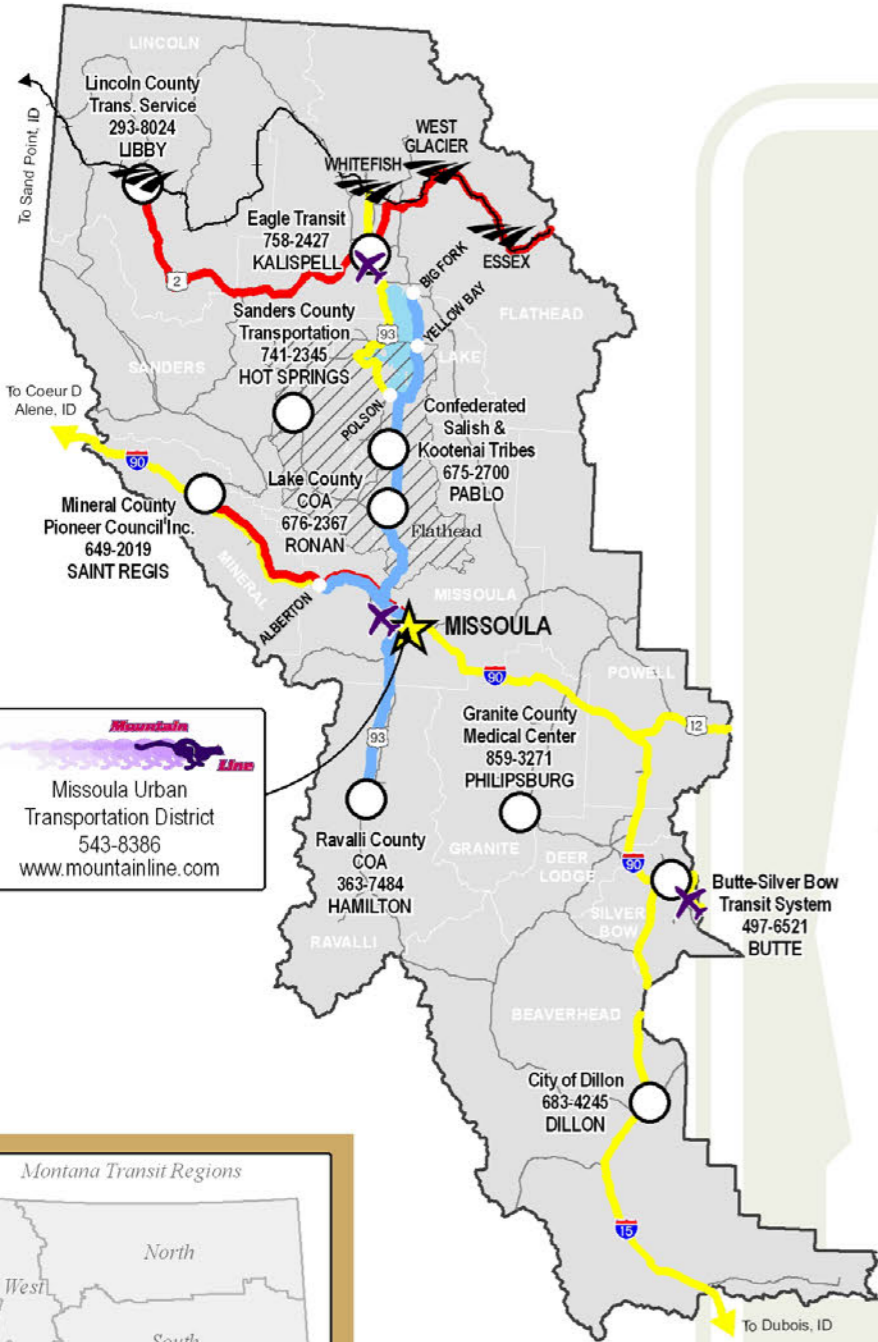 LINCOLN
Lincoln County
Trans. Service
293-8024
LIBBY
To Sand Point, ID
WEST
GLACIER
WHITEFISH
Eagle Transit
758-2427
KALISPELL
ESSEX
BIG FORK
YELLOW BAY
FLATHEAD
2
Sanders County
Transportation
741-2345
HOT SPRINGS
93
LAKE
SANDERS
To Coeur D
Alene, ID
POLSON
Confederated
Salish &
Kootenai Tribes
675-2700
PABLO
90
Lake County
COA
676-2367
RONAN
Flathead
Mineral County
Pioneer Council Inc.
649-2019
SAINT REGIS
MINERAL
ALBERTON
MISSOULA
MISSOULA
90
POWELL
12
Mountain
Line
Missoula Urban
Transportation District
543-8386
www.mountainline.com
93
Granite County
Medical Center
859-3271
PHILIPSBURG
Ravalli County
COA
363-7484
HAMILTON
RAVALLI
GRANITE
DEER
LODGE
90
SILVER
BOW
Butte-Silver Bow
Transit System
497-6521
BUTTE
BEAVERHEAD
City of Dillon
683-4245
DILLON
15
To Dubois, ID
Montana Transit Regions
North
West